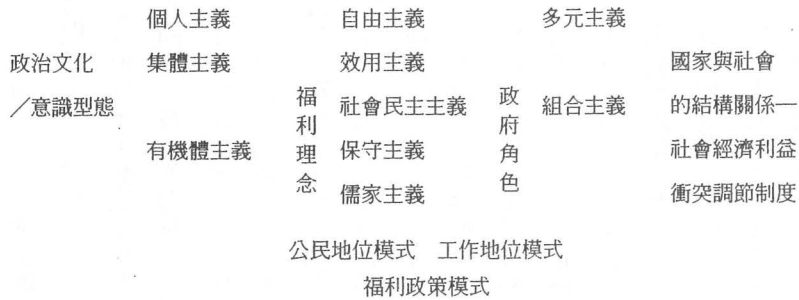 個人主義 自由主義 多元主義
政治文化 集體主義 效用主義 國家與社會
／意識型態 福利理念 社會民主主義 政府角色 組合主義 的結構關係—
有機體主義 保守主義 社會經濟利益
儒家主義 衝突調節制度
公民地位模式 工作地位模式
福利政策模式